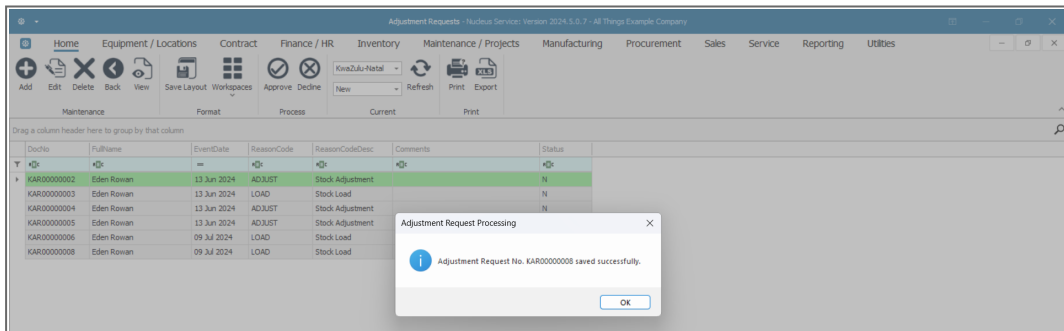 Adjustment Requests - Nucleus Service: Version 2024.5.0.7 - All Things Example Company
Home Equipment / Locations Contract Finance / HR Inventory Maintenance / Projects Manufacturing Procurement Sales Service Reporting Utilities
KwaZulu-Natal
Add Edit Delete Back View Save Layout Workspaces Approve Decline New Refresh Print Export
XLS
Maintenance Format Process Current Print
Drag a column header here to group by that column
DocNo FullName EventDate ReasonCode ReasonCodeDesc Comments Status
KAR00000002 Eden Rowan 13 Jun 2024 ADJUST Stock Adjustment N
KAR00000003 Eden Rowan 13 Jun 2024 LOAD Stock Load N
KAR00000004 Eden Rowan 13 Jun 2024 ADJUST Stock Adjustment N
KAR00000005 Eden Rowan 13 Jun 2024 ADJUST Stock Adjustment
KAR00000006 Eden Rowan 09 Jul 2024 LOAD Stock Load
KAR00000008 Eden Rowan 09 Jul 2024 LOAD Stock Load
Adjustment Request Processing
Adjustment Request No. KAR00000008 saved successfully.
OK